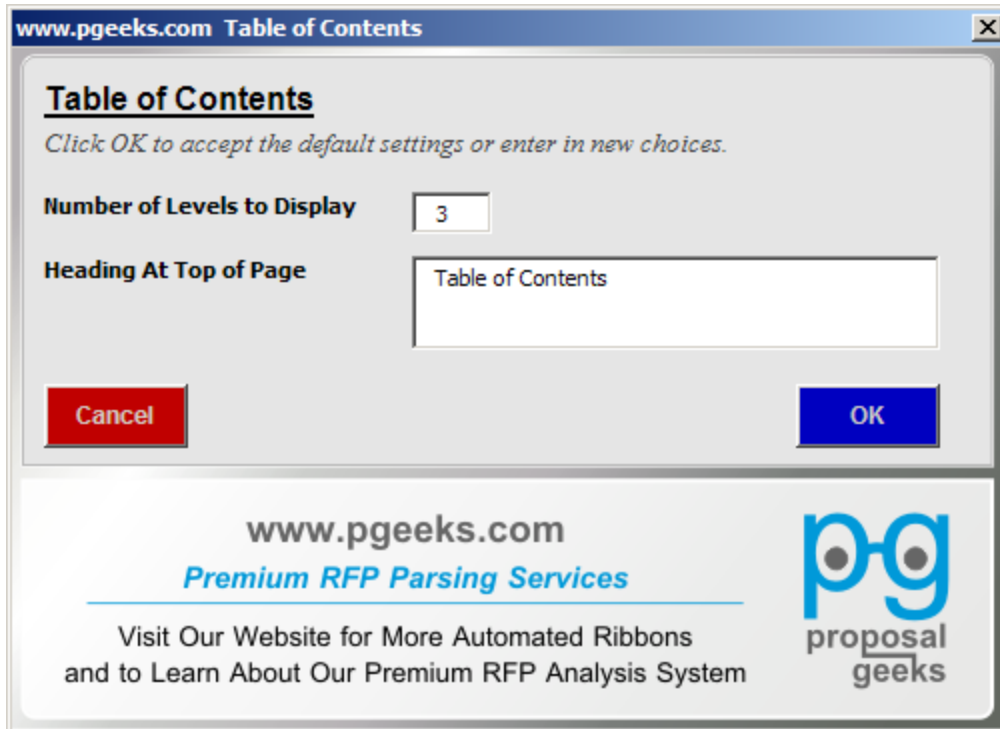 www.pgeeks.com Table of Contents
Table of Contents
Click OK to accept the default settings or enter in new choices.
Number of Levels to Display
3
Heading At Top of Page
Table of Contents
Cancel
OK
www.pgeeks.com
Premium RFP Parsing Services
Visit Our Website for More Automated Ribbons
and to Learn About Our Premium RFP Analysis System
pg
proposal
geeks